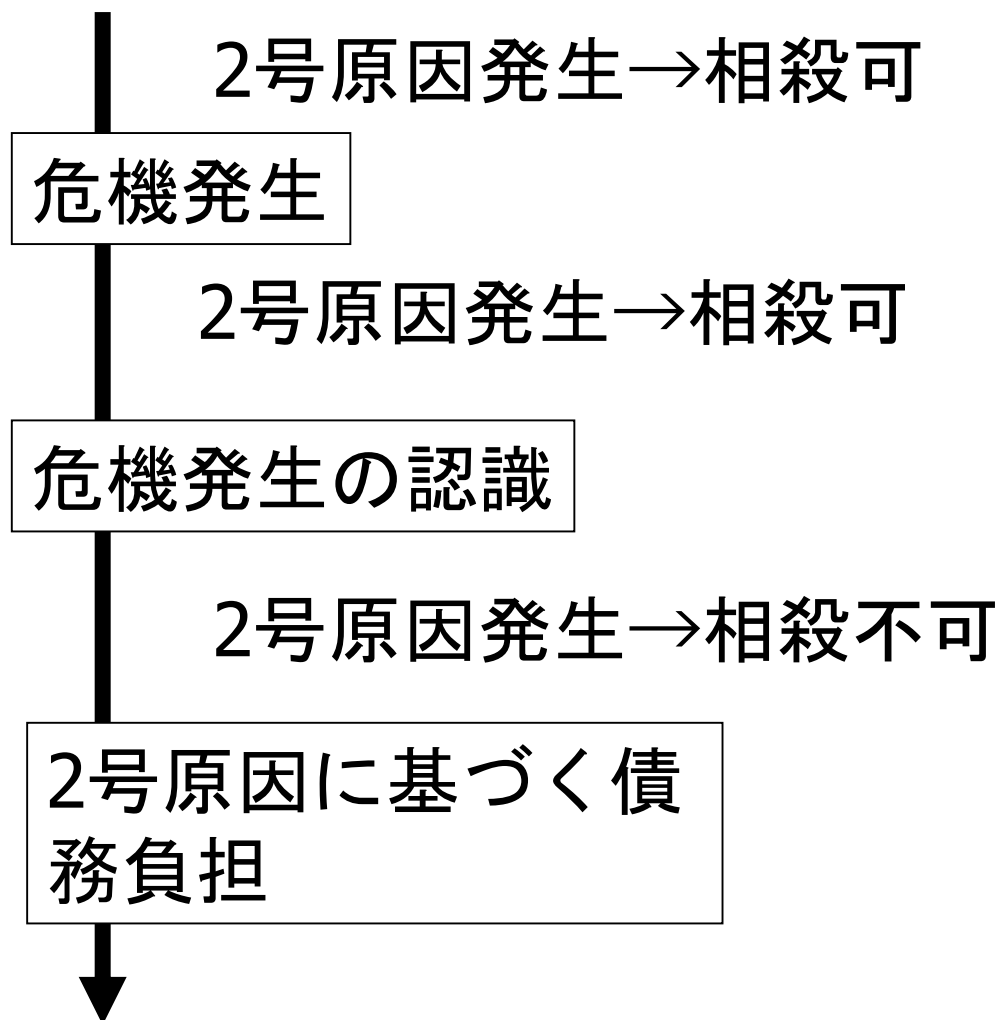 2号原因発生→相殺可
危機発生
2号原因発生→相殺可
危機発生の認識
2号原因発生→相殺不可
2号原因に基づく債
務負担